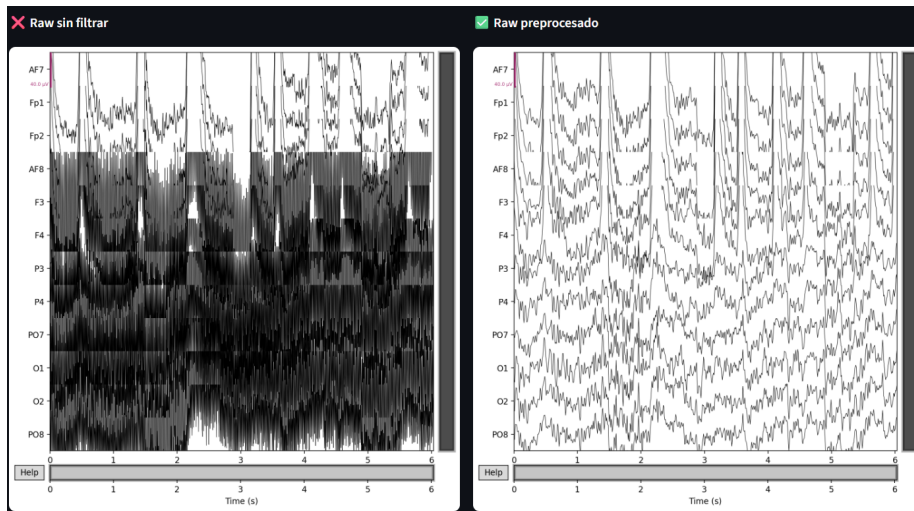 ❌ Raw sin filtrar
AF7
40.0 µV
Fp1
Fp2
AF8
F3
F4
P3
P4
PO7
O1
O2
PO8
0 1 2 3 4 5 6
Help
0 1 2 3 4 5 6
Time (s)
✅ Raw preprocesado
AF7
40.0 µV
Fp1
Fp2
AF8
F3
F4
P3
P4
PO7
O1
O2
PO8
0 1 2 3 4 5 6
Help
0 1 2 3 4 5 6
Time (s)